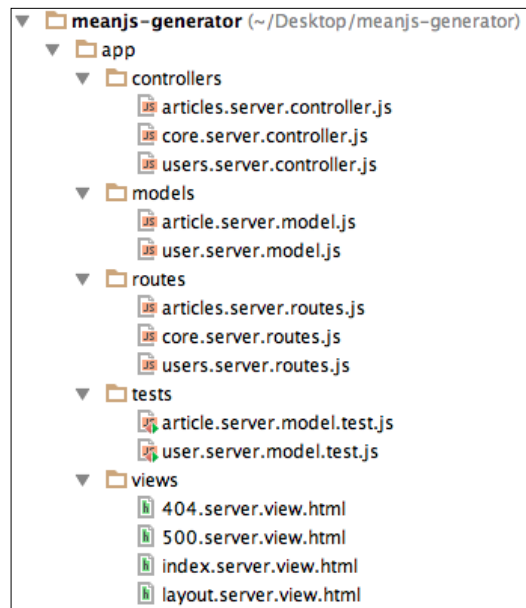 meanjs-generator (~/Desktop/meanjs-generator)
app
controllers
articles.server.controller.js
core.server.controller.js
users.server.controller.js
models
article.server.model.js
user.server.model.js
routes
articles.server.routes.js
core.server.routes.js
users.server.routes.js
tests
article.server.model.test.js
user.server.model.test.js
views
404.server.view.html
500.server.view.html
index.server.view.html
layout.server.view.html